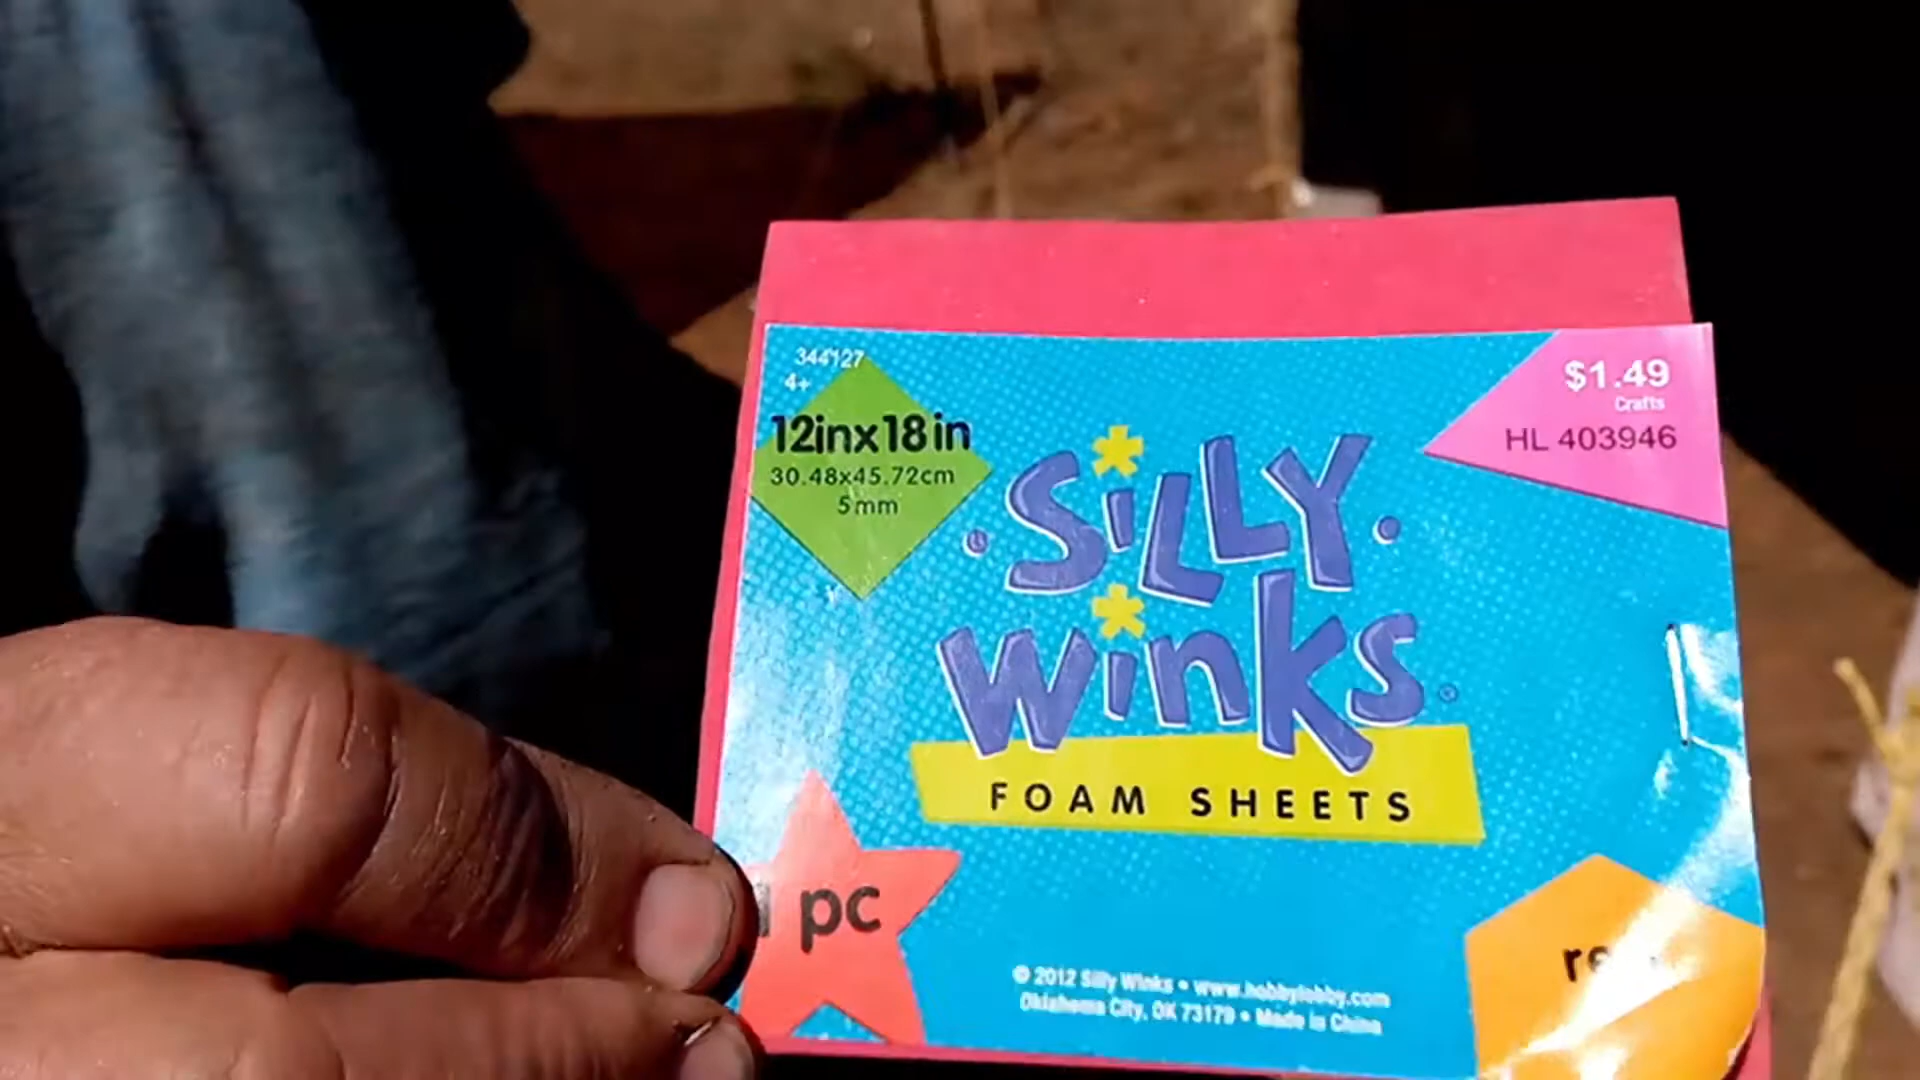 344127
4+
12inx18in
30.48x45.72cm
5mm
$1.49
Crafts
HL 403946
SiLLY
WinKs
FOAM SHEETS
pc
© 2012 Silly Winks • www.hobbylobby.com
Oklahoma City, OK 73179 • Made in China